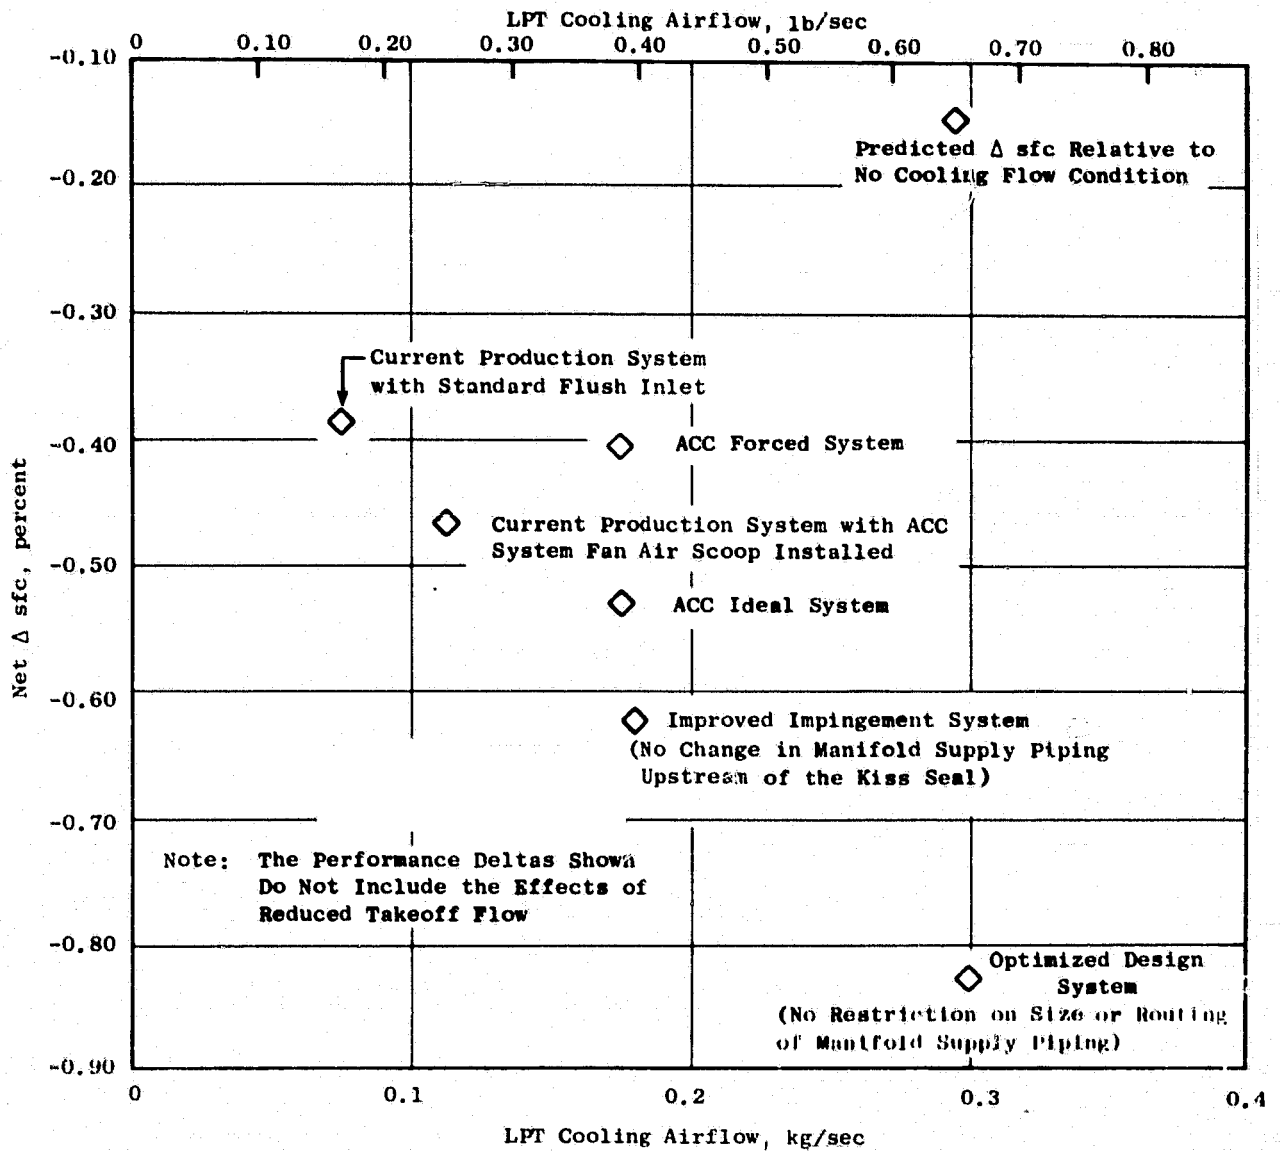 LPT Cooling Airflow, lb/sec
0 0.10 0.20 0.30 0.40 0.50 0.60 0.70 0.80
-0.10
Predicted Δ sfc Relative to
No Cooling Flow Condition
-0.20
-0.30
Current Production System
with Standard Flush Inlet
-0.40
ACC Forced System
Current Production System with ACC
System Fan Air Scoop Installed
-0.50
ACC Ideal System
Net Δ sfc, percent
-0.60
Improved Impingement System
(No Change in Manifold Supply Piping
Upstream of the Kiss Seal)
-0.70
Note: The Performance Deltas Shown
Do Not Include the Effects of
Reduced Takeoff Flow
-0.80
Optimized Design
System
(No Restriction on Size or Routing
of Manifold Supply Piping)
-0.90
0 0.1 0.2 0.3 0.4
LPT Cooling Airflow, kg/sec